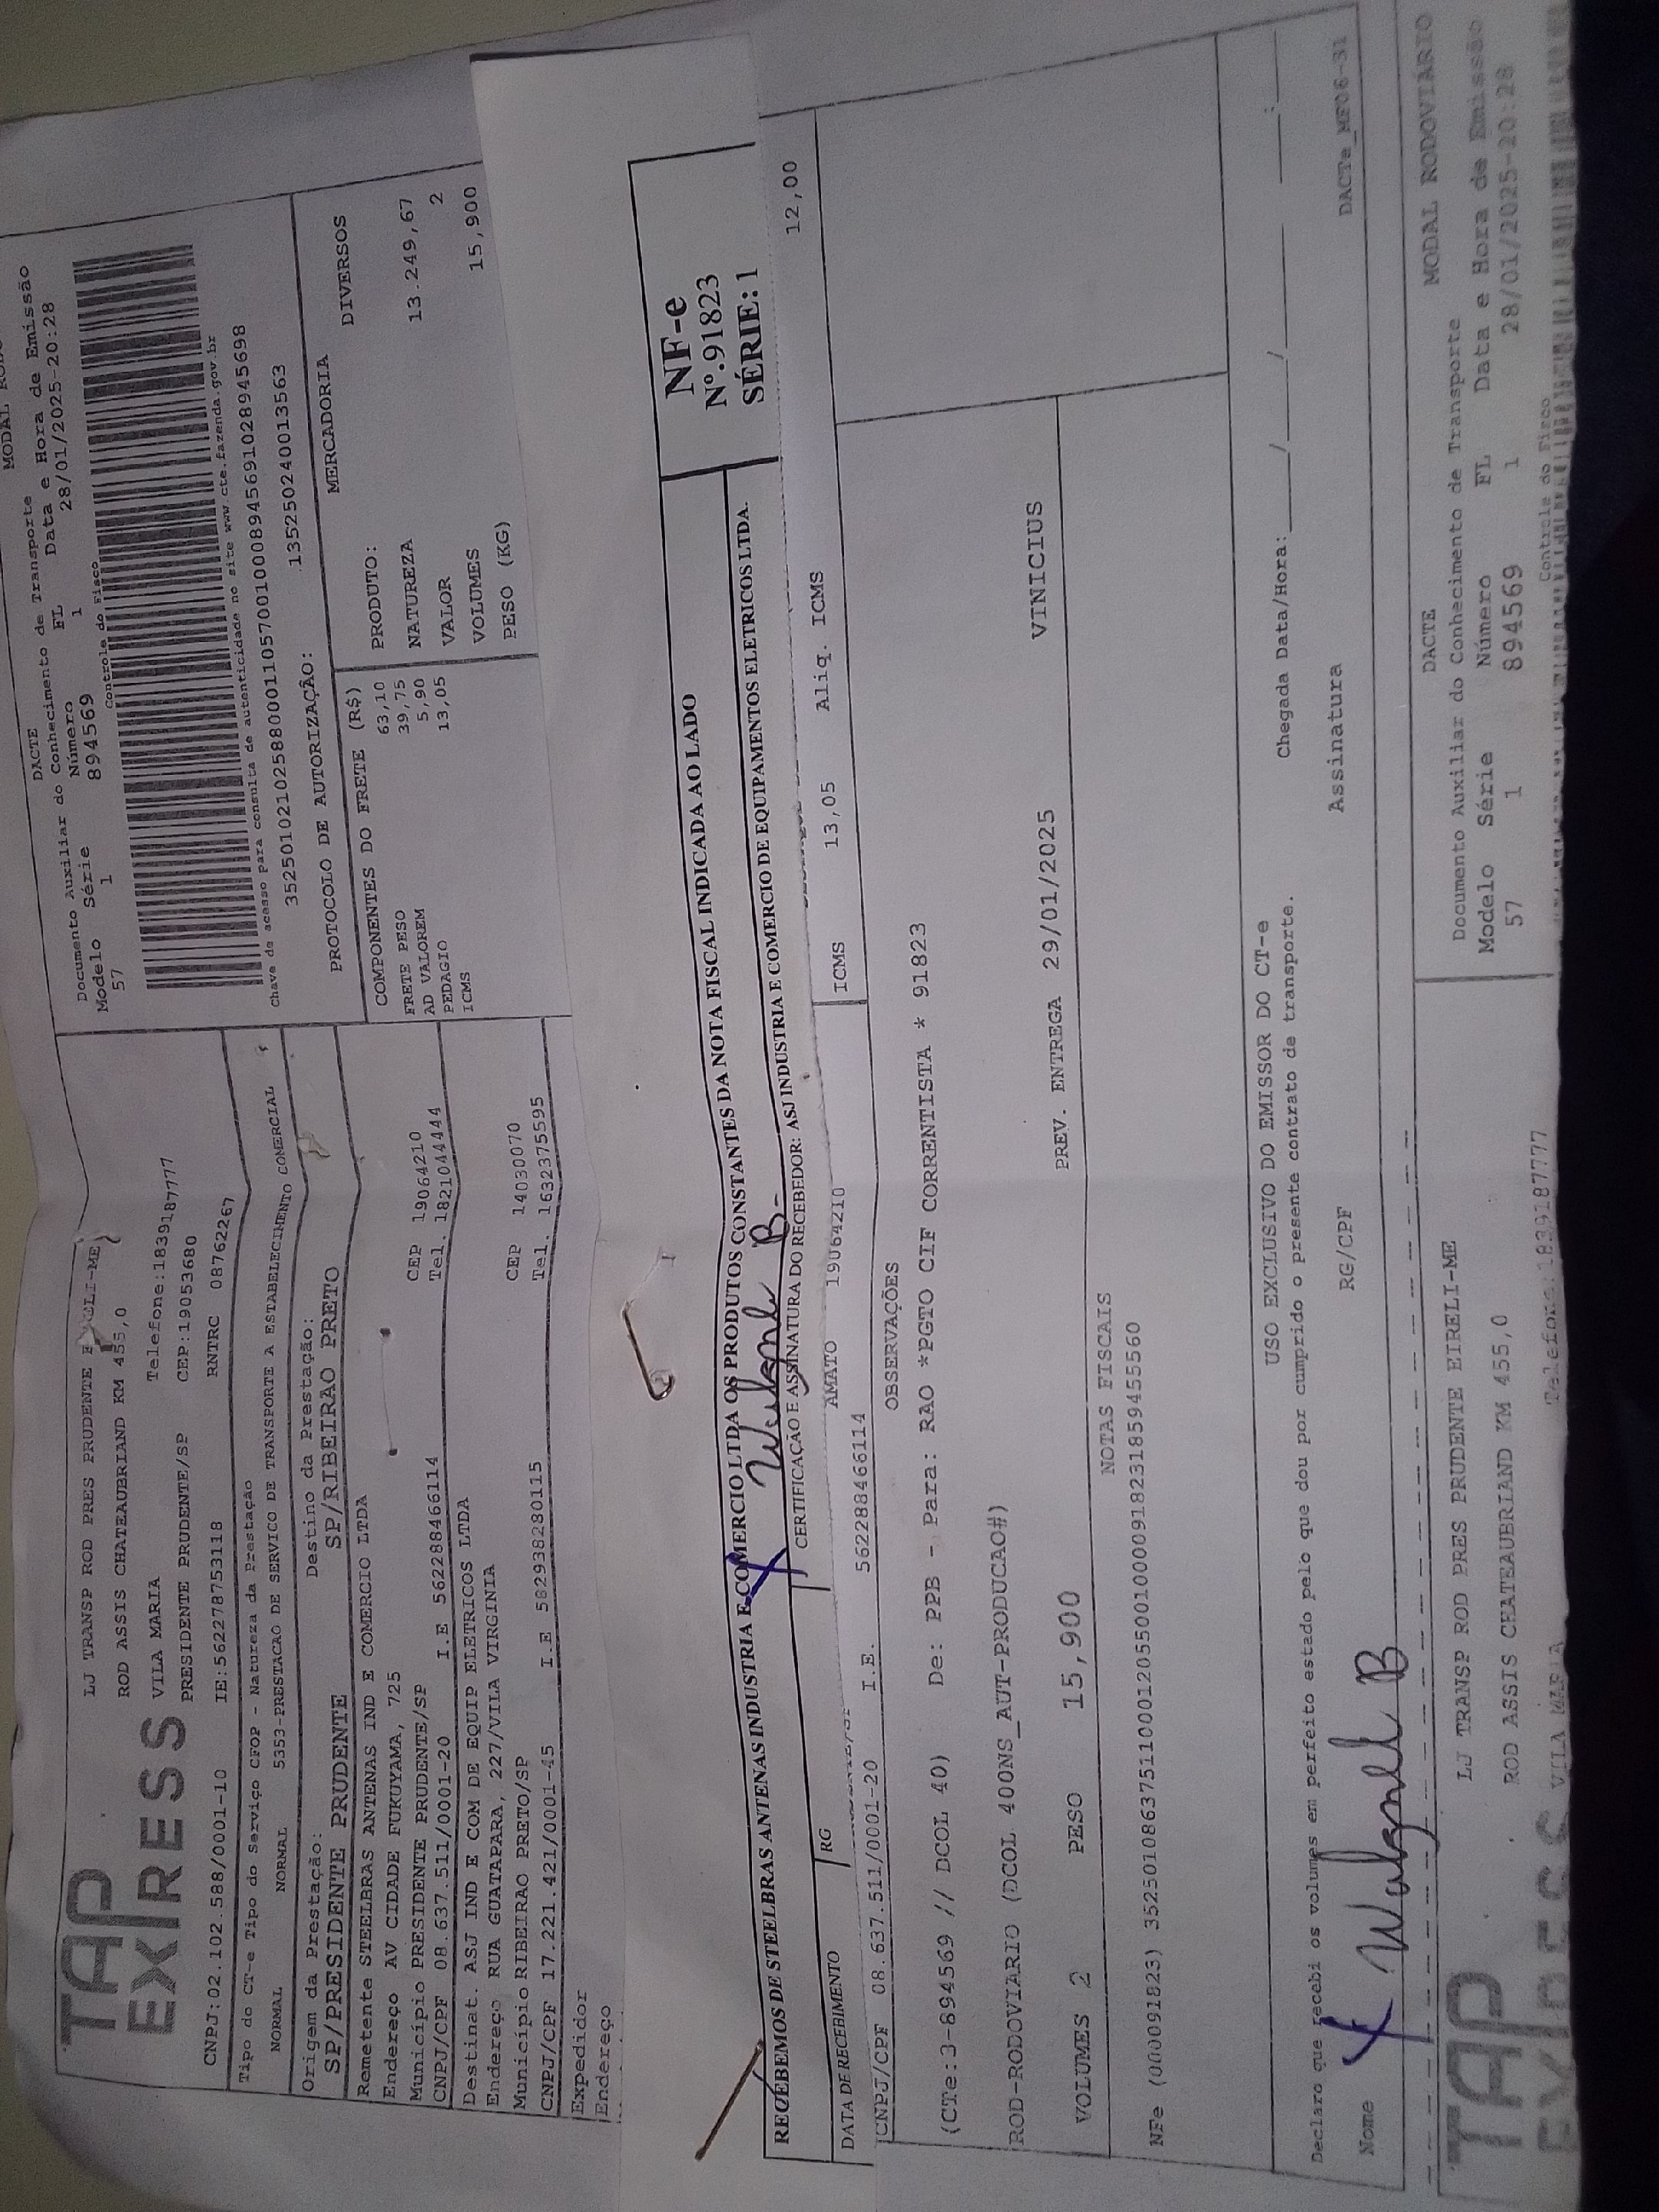 TAP
EXPRESS
LJ TRANSP ROD PRES PRUDENTE
ROD ASSIS CHATEAUBRIAND KM 455,0
VILA MARIA Telefone:1839187777
PRESIDENTE PRUDENTE/SP CEP:19053680
CNPJ:02.102.588/0001-10 IE:562278753118 RNTRC 08762267
DACTE
Documento Auxiliar do Conhecimento de Transporte
Modelo Série Número FL Data e Hora de Emissão
57 1 894569 1 28/01/2025-20:28
Controle do Fisco
Chave de acesso para consulta de autenticidade no site www.cte.fazenda.gov.br
35250102102588000110570010008945691028945698
PROTOCOLO DE AUTORIZAÇÃO: 135250240013563
Tipo do CT-e Tipo do Serviço CFOP - Natureza da Prestação
NORMAL NORMAL 5353-PRESTACAO DE SERVICO DE TRANSPORTE A ESTABELECIMENTO COMERCIAL
Origem da Prestação: Destino da Prestação:
SP/PRESIDENTE PRUDENTE SP/RIBEIRAO PRETO
Remetente STEELBRAS ANTENAS IND E COMERCIO LTDA
Endereço AV CIDADE FUKUYAMA, 725 CEP 19064210
Município PRESIDENTE PRUDENTE/SP Tel. 1821044444
CNPJ/CPF 08.637.511/0001-20 I.E 562288466114
Destinat. ASJ IND E COM DE EQUIP ELETRICOS LTDA
Endereço RUA GUATAPARA, 227/VILA VIRGINIA CEP 14030070
Município RIBEIRAO PRETO/SP Tel. 1632375595
CNPJ/CPF 17.221.421/0001-45 I.E 582938280115
Expedidor
Endereço
COMPONENTES DO FRETE (R$)
FRETE PESO 63,10
AD VALOREM 39,75
PEDAGIO 5,90
ICMS 13,05
MERCADORIA
PRODUTO: DIVERSOS
NATUREZA
VALOR 13.249,67
VOLUMES 2
PESO (KG) 15,900
RECEBEMOS DE STEELBRAS ANTENAS INDUSTRIA E COMERCIO LTDA OS PRODUTOS CONSTANTES DA NOTA FISCAL INDICADA AO LADO
NF-e
Nº.91823
SÉRIE: 1
DATA DE RECEBIMENTO RG CERTIFICAÇÃO E ASSINATURA DO RECEBEDOR: ASJ INDUSTRIA E COMERCIO DE EQUIPAMENTOS ELETRICOS LTDA.
AMATO 19064210
CNPJ/CPF 08.637.511/0001-20 I.E. 562288466114
ICMS 13,05 Aliq. ICMS 12,00
OBSERVAÇÕES
(CTe:3-894569 // DCOL 40) De: PPB - Para: RAO *PGTO CIF CORRENTISTA * 91823
ROD-RODOVIARIO (DCOL 400NS_AUT-PRODUCAO#) VINICIUS
VOLUMES 2 PESO 15,900 PREV. ENTREGA 29/01/2025
NOTAS FISCAIS
NFe (000091823) 35250108637511000120550010000918231859455560
USO EXCLUSIVO DO EMISSOR DO CT-e
Declaro que recebi os volumes em perfeito estado pelo que dou por cumprido o presente contrato de transporte. Chegada Data/Hora: ____/____/____ ___:___
Nome RG/CPF Assinatura
DACTe_MF06-31
TAP
LJ TRANSP ROD PRES PRUDENTE EIRELI-ME
ROD ASSIS CHATEAUBRIAND KM 455,0
VILA MARIA Telefone:1839187777
DACTE MODAL RODOVIÁRIO
Documento Auxiliar do Conhecimento de Transporte
Modelo Série Número FL Data e Hora de Emissão
57 1 894569 1 28/01/2025-20:28
Controle do Fisco